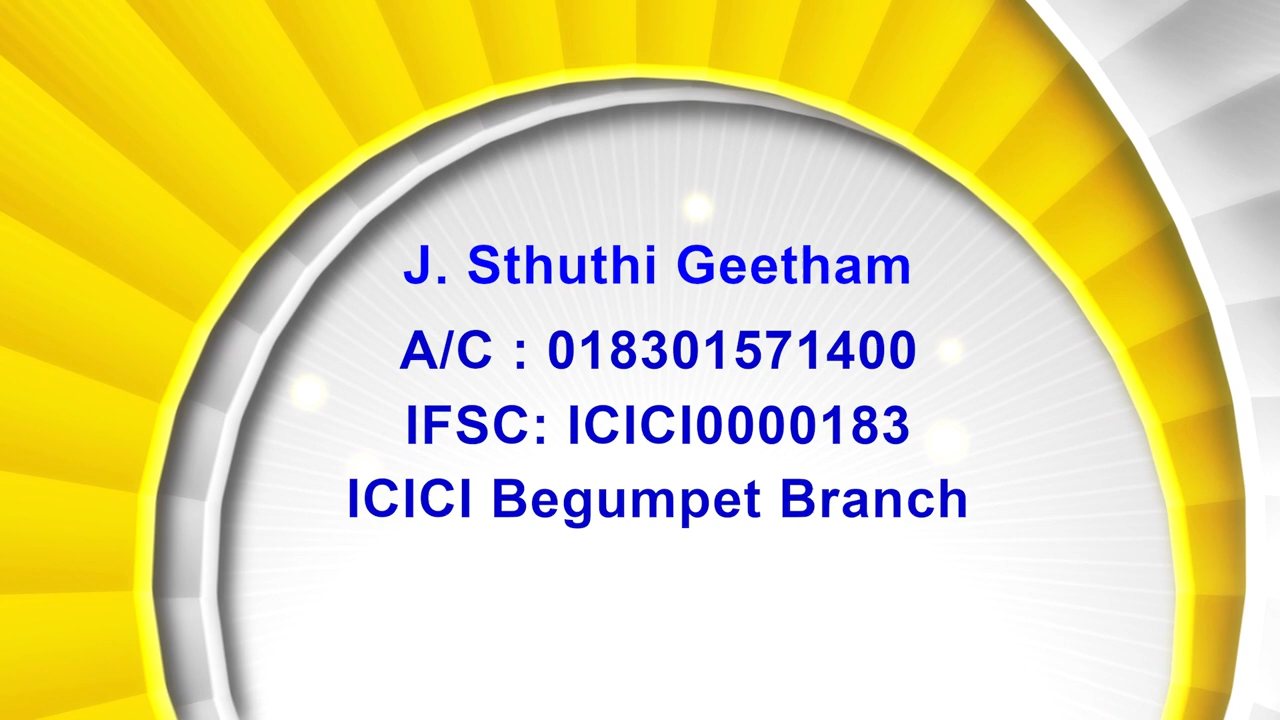 J. Sthuthi Geetham
A/C : 018301571400
IFSC: ICICI0000183
ICICI Begumpet Branch